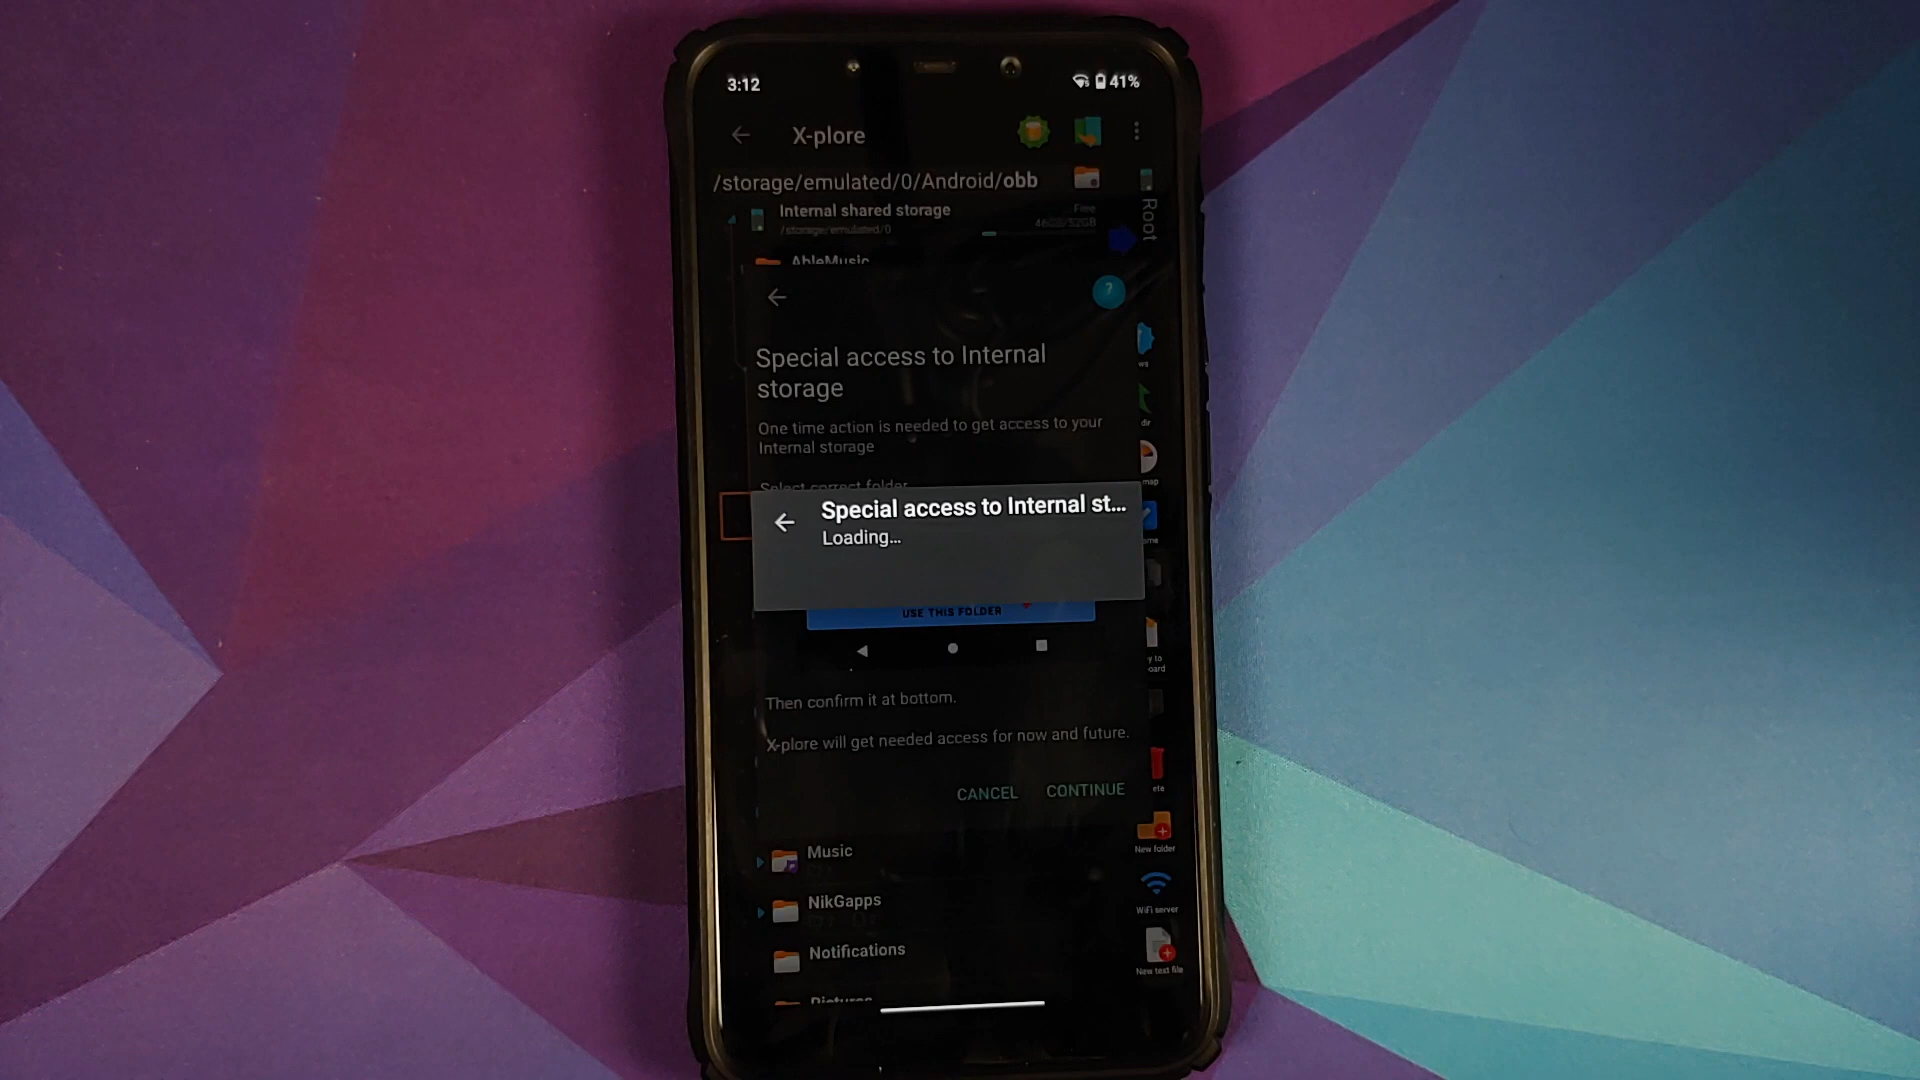 3:12
41%
X-plore
/storage/emulated/0/Android/obb
Internal shared storage
Free
/storage/emulated/0
Root
AbleMusic
?
Special access to Internal
storage
One time action is needed to get access to your
Internal storage
Select correct folder
Special access to Internal st...
Loading...
USE THIS FOLDER
Then confirm it at bottom.
X-plore will get needed access for now and future.
CANCEL CONTINUE
Music
New folder
NikGapps
WiFi server
Notifications
New text file
Pictures